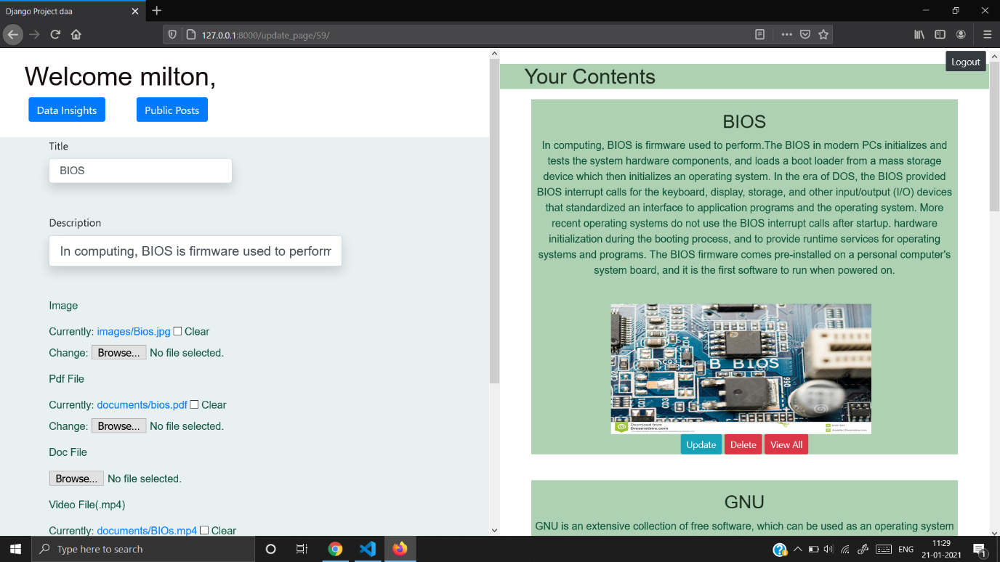 Django Project daa
127.0.0.1:8000/update_page/59/
Welcome milton,
Data Insights
Public Posts
Title
BIOS
Description
In computing, BIOS is firmware used to perform
Image
Currently: images/Bios.jpg Clear
Change: Browse... No file selected.
Pdf File
Currently: documents/bios.pdf Clear
Change: Browse... No file selected.
Doc File
Browse... No file selected.
Video File(.mp4)
Currently: documents/BIOs.mp4 Clear
Logout
Your Contents
BIOS
In computing, BIOS is firmware used to perform.The BIOS in modern PCs initializes and
tests the system hardware components, and loads a boot loader from a mass storage
device which then initializes an operating system. In the era of DOS, the BIOS provided
BIOS interrupt calls for the keyboard, display, storage, and other input/output (I/O) devices
that standardized an interface to application programs and the operating system. More
recent operating systems do not use the BIOS interrupt calls after startup. hardware
initialization during the booting process, and to provide runtime services for operating
systems and programs. The BIOS firmware comes pre-installed on a personal computer's
system board, and it is the first software to run when powered on.
CO4
CO3
B_BIOS
Q66
CO2
CO1
CO3
Download from
Dreamstime.com
Update
Delete
View All
GNU
GNU is an extensive collection of free software, which can be used as an operating system
Type here to search
ENG
11:29
21-01-2021
1